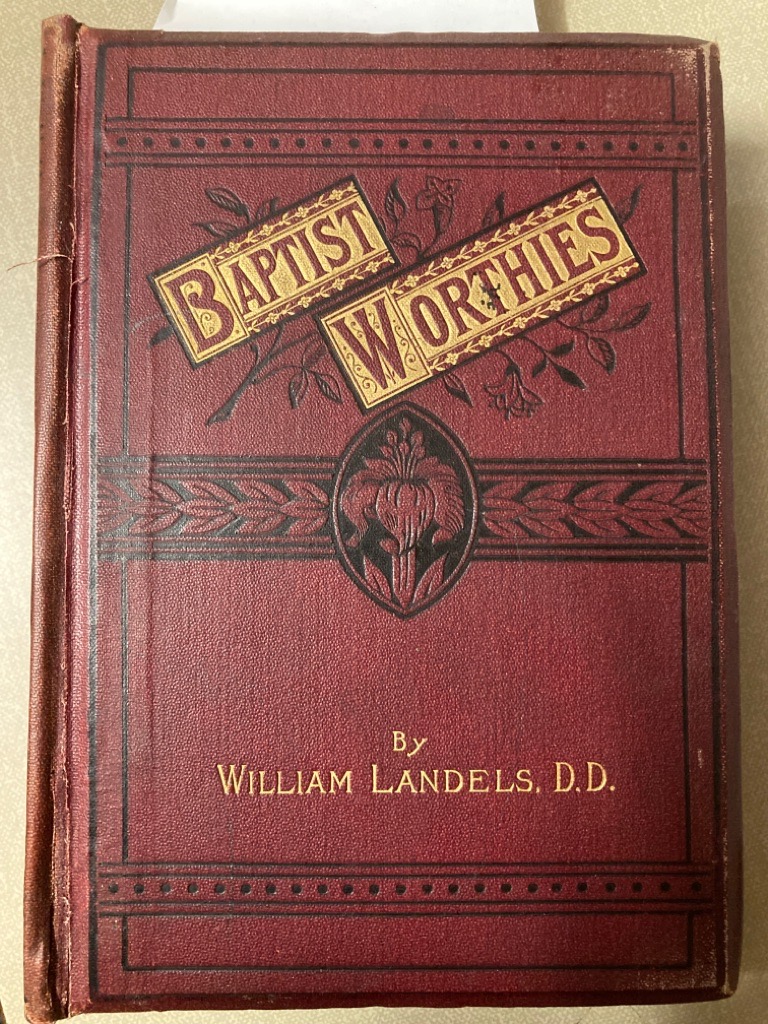 BAPTIST
WORTHIES
By
WILLIAM LANDELS, D.D.